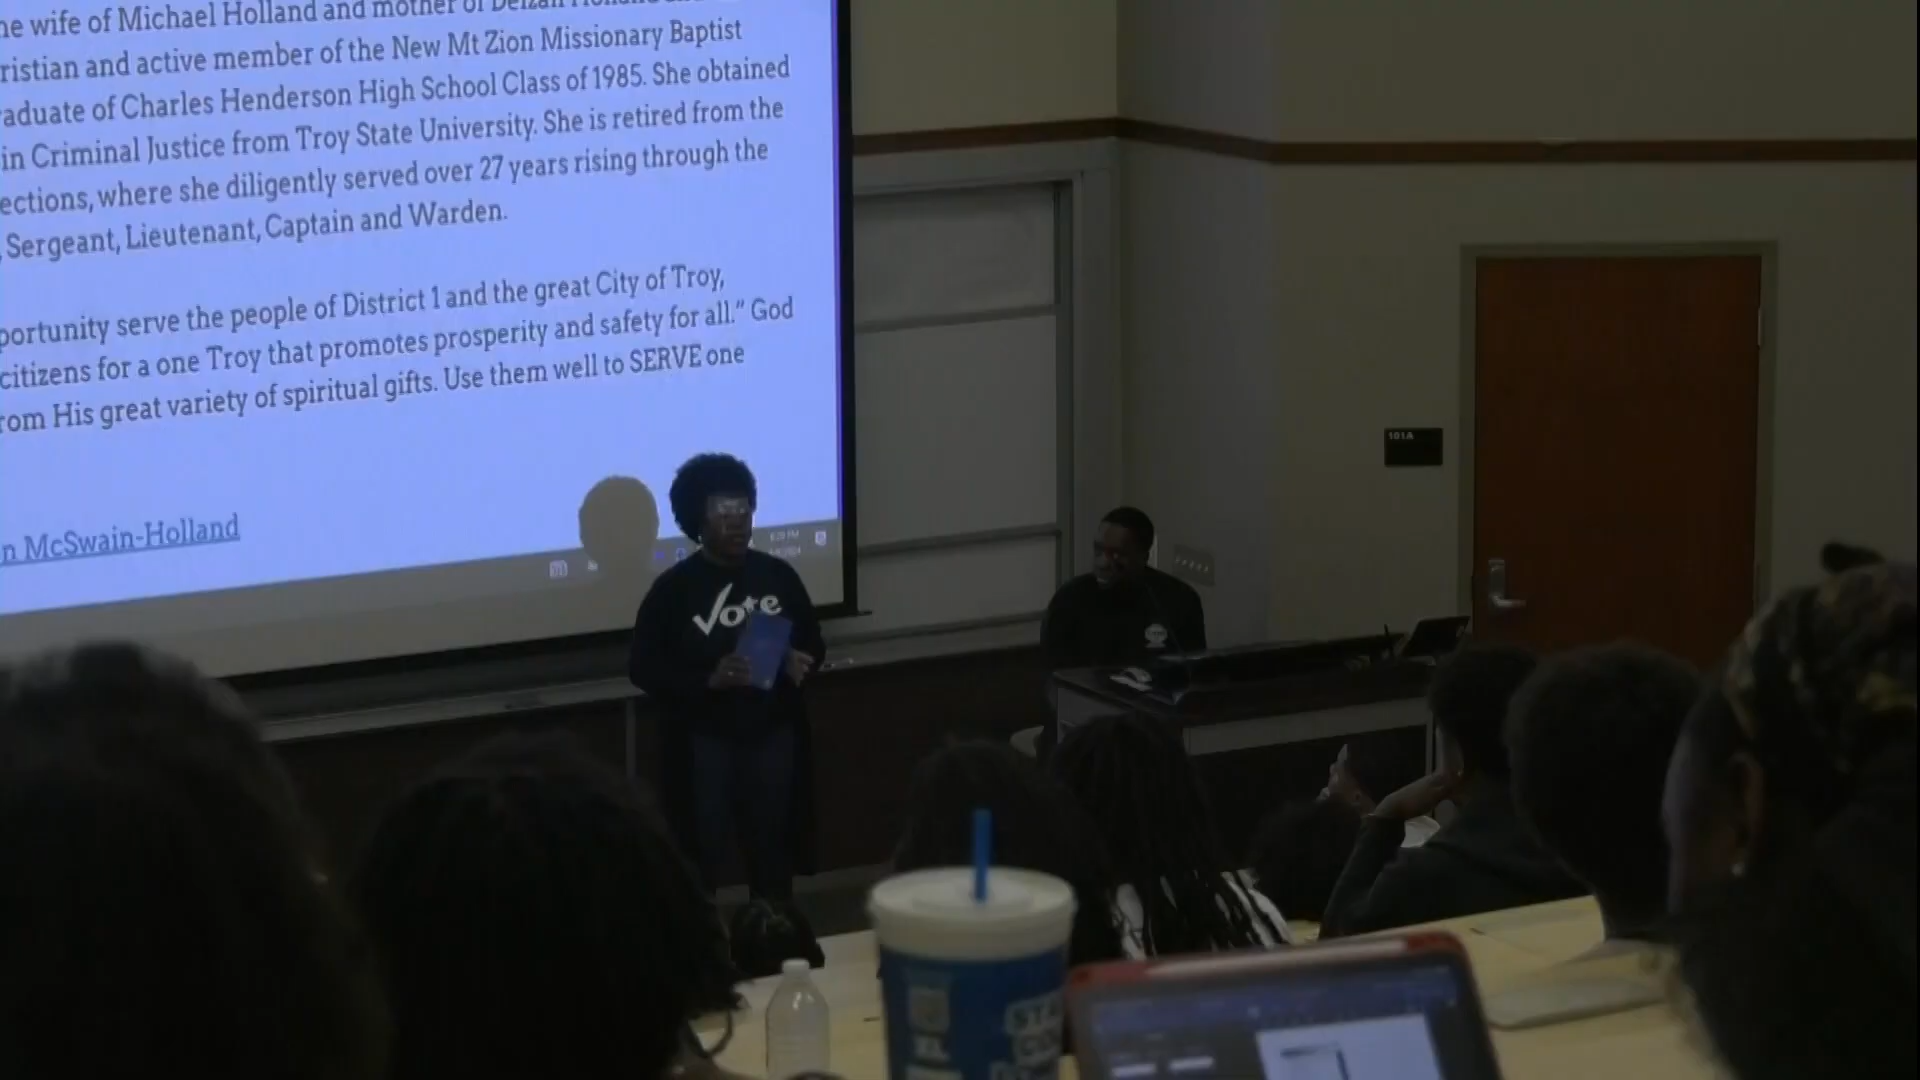 he wife of Michael Holland and mother of
ristian and active member of the New Mt Zion Missionary Baptist
raduate of Charles Henderson High School Class of 1985. She obtained
in Criminal Justice from Troy State University. She is retired from the
ections, where she diligently served over 27 years rising through the
, Sergeant, Lieutenant, Captain and Warden.
portunity serve the people of District 1 and the great City of Troy,
citizens for a one Troy that promotes prosperity and safety for all." God
rom His great variety of spiritual gifts. Use them well to SERVE one
n McSwain-Holland
Vote
101A
XL